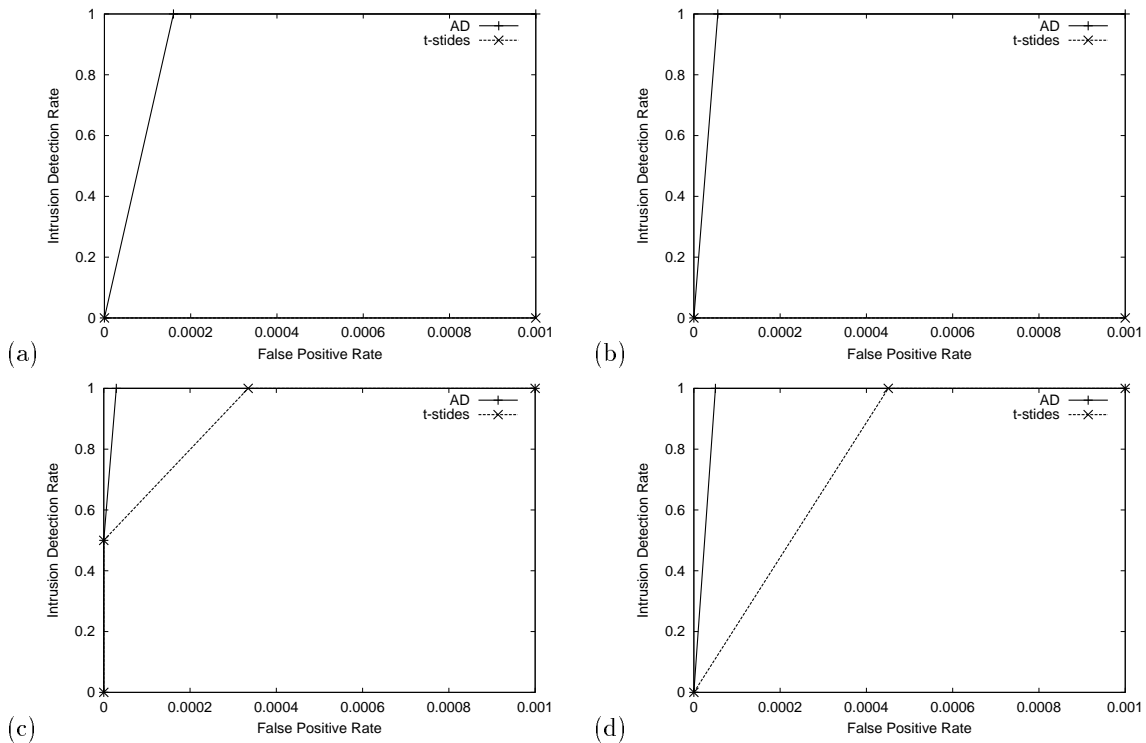 1
0.8
0.6
0.4
0.2
0
Intrusion Detection Rate
AD
t-stides
0 0.0002 0.0004 0.0006 0.0008 0.001
False Positive Rate
(a)
1
0.8
0.6
0.4
0.2
0
Intrusion Detection Rate
AD
t-stides
0 0.0002 0.0004 0.0006 0.0008 0.001
False Positive Rate
(b)
1
0.8
0.6
0.4
0.2
0
Intrusion Detection Rate
AD
t-stides
0 0.0002 0.0004 0.0006 0.0008 0.001
False Positive Rate
(c)
1
0.8
0.6
0.4
0.2
0
Intrusion Detection Rate
AD
t-stides
0 0.0002 0.0004 0.0006 0.0008 0.001
False Positive Rate
(d)